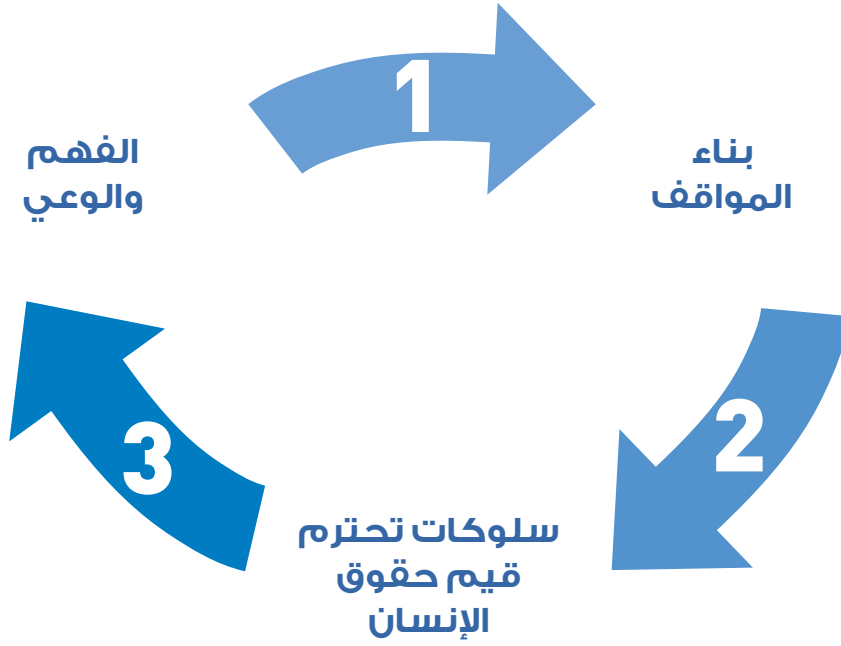 1
الفهم
والوعي
بناء
المواقف
2
3
سلوكات تحترم
قيم حقوق
الإنسان